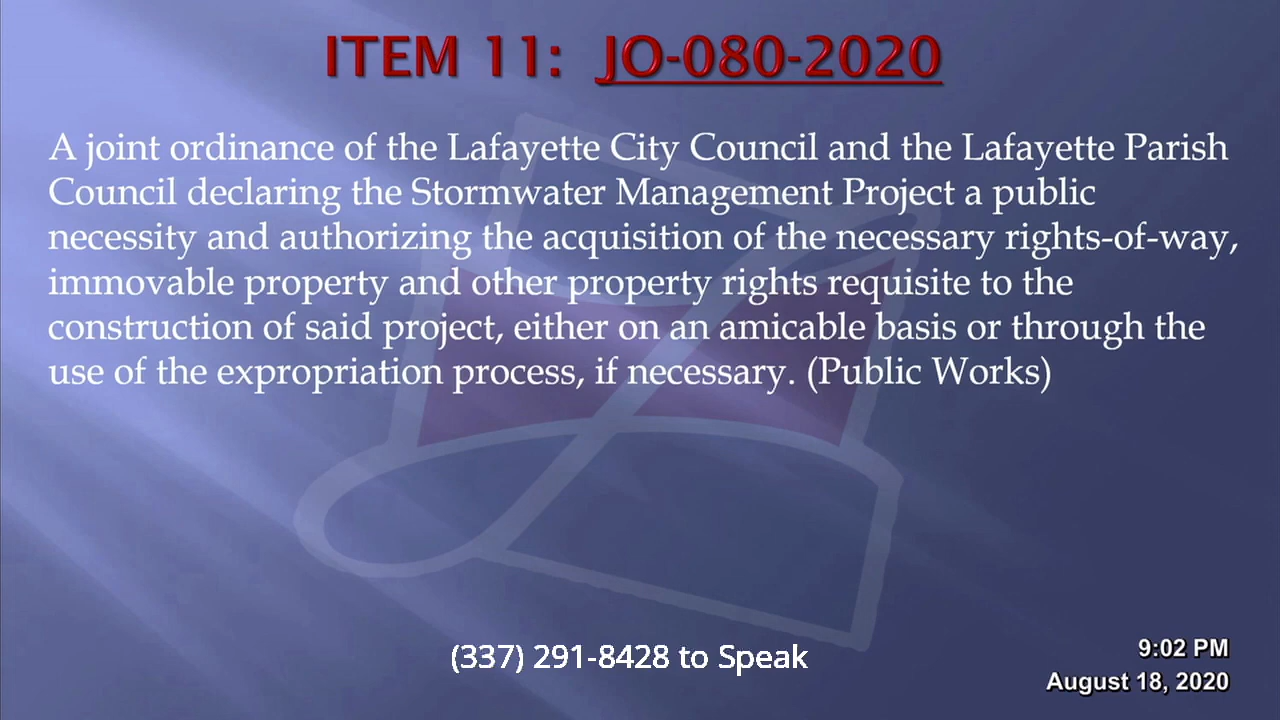 ITEM 11: JO-080-2020
A joint ordinance of the Lafayette City Council and the Lafayette Parish
Council declaring the Stormwater Management Project a public
necessity and authorizing the acquisition of the necessary rights-of-way,
immovable property and other property rights requisite to the
construction of said project, either on an amicable basis or through the
use of the expropriation process, if necessary. (Public Works)
(337) 291-8428 to Speak
9:02 PM
August 18, 2020